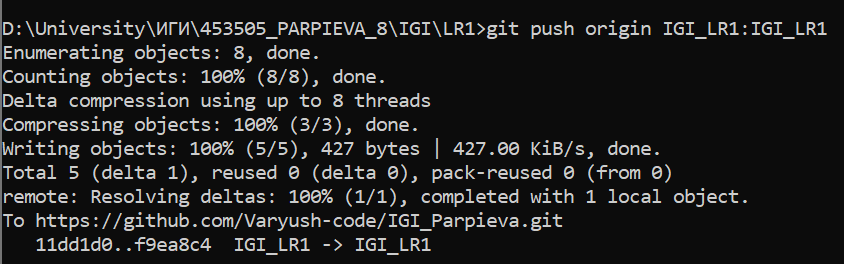 D:\University\ИГИ\453505_PARPIEVA_8\IGI\LR1>git push origin IGI_LR1:IGI_LR1
Enumerating objects: 8, done.
Counting objects: 100% (8/8), done.
Delta compression using up to 8 threads
Compressing objects: 100% (3/3), done.
Writing objects: 100% (5/5), 427 bytes | 427.00 KiB/s, done.
Total 5 (delta 1), reused 0 (delta 0), pack-reused 0 (from 0)
remote: Resolving deltas: 100% (1/1), completed with 1 local object.
To https://github.com/Varyush-code/IGI_Parpieva.git
   11dd1d0..f9ea8c4  IGI_LR1 -> IGI_LR1